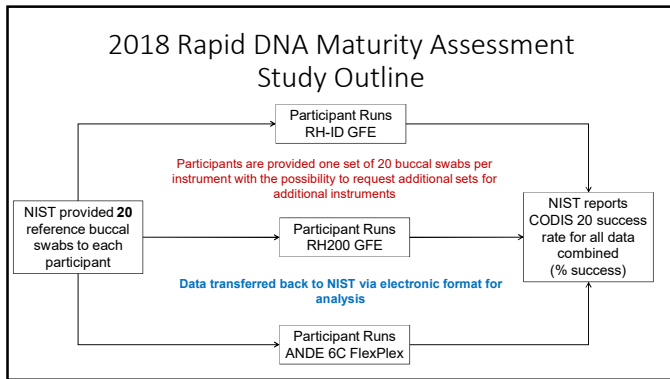 2018 Rapid DNA Maturity Assessment
Study Outline
Participant Runs
RH-ID GFE
Participants are provided one set of 20 buccal swabs per
instrument with the possibility to request additional sets for
additional instruments
NIST provided 20
reference buccal
swabs to each
participant
Participant Runs
RH200 GFE
NIST reports
CODIS 20 success
rate for all data
combined
(% success)
Data transferred back to NIST via electronic format for
analysis
Participant Runs
ANDE 6C FlexPlex